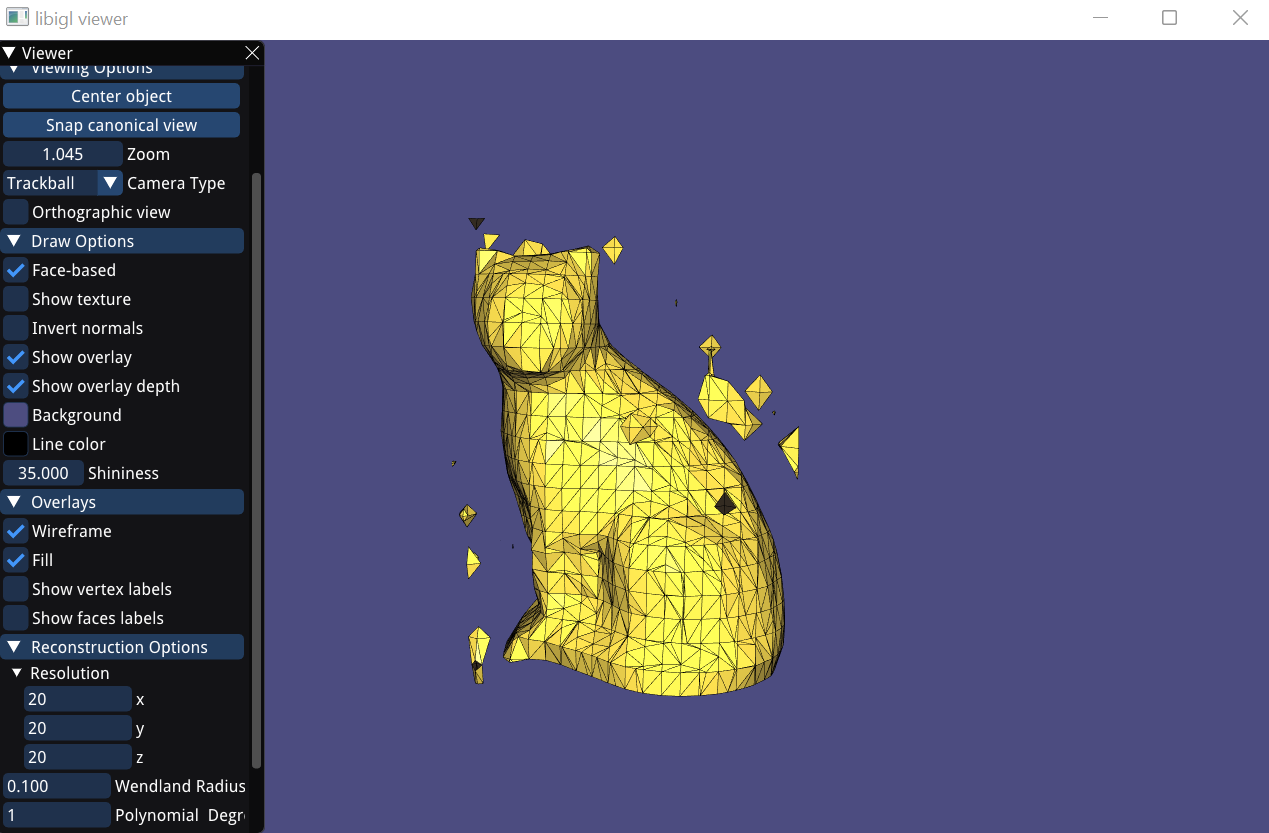 libigl viewer
Viewer
Viewing Options
Center object
Snap canonical view
1.045 Zoom
Trackball Camera Type
Orthographic view
Draw Options
Face-based
Show texture
Invert normals
Show overlay
Show overlay depth
Background
Line color
35.000 Shininess
Overlays
Wireframe
Fill
Show vertex labels
Show faces labels
Reconstruction Options
Resolution
20 x
20 y
20 z
0.100 Wendland Radius
1 Polynomial Degr